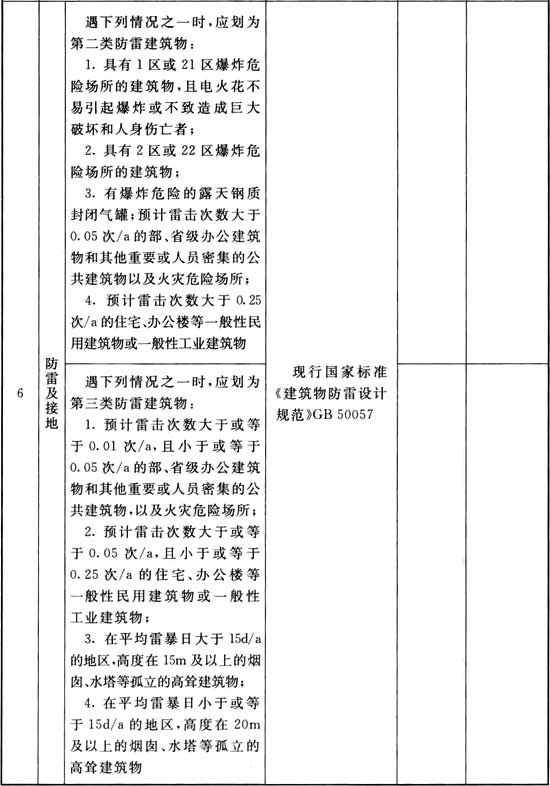 遇下列情况之一时,应划为
第二类防雷建筑物:
1. 具有1区或21区爆炸危
险场所的建筑物,且电火花不
易引起爆炸或不致造成巨大
破坏和人身伤亡者;
2. 具有2区或22区爆炸危
险场所的建筑物;
3. 有爆炸危险的露天钢质
封闭气罐;预计雷击次数大于
0.05次/a的部、省级办公建筑
物和其他重要或人员密集的公
共建筑物以及火灾危险场所;
4. 预计雷击次数大于0.25
次/a的住宅、办公楼等一般性民
用建筑物或一般性工业建筑物
6
防雷及接地
遇下列情况之一时,应划为
第三类防雷建筑物:
1. 预计雷击次数大于或等
于0.01次/a,且小于或等于
0.05次/a的部、省级办公建筑
物和其他重要或人员密集的公
共建筑物,以及火灾危险场所;
2. 预计雷击次数大于或等
于0.05次/a,且小于或等于
0.25次/a的住宅、办公楼等
一般性民用建筑物或一般性
工业建筑物;
3. 在平均雷暴日大于15d/a
的地区,高度在15m及以上的烟
囱、水塔等孤立的高耸建筑物;
4. 在平均雷暴日小于或等
于15d/a的地区,高度在20m
及以上的烟囱、水塔等孤立的
高耸建筑物
现行国家标准
《建筑物防雷设计
规范》GB 50057